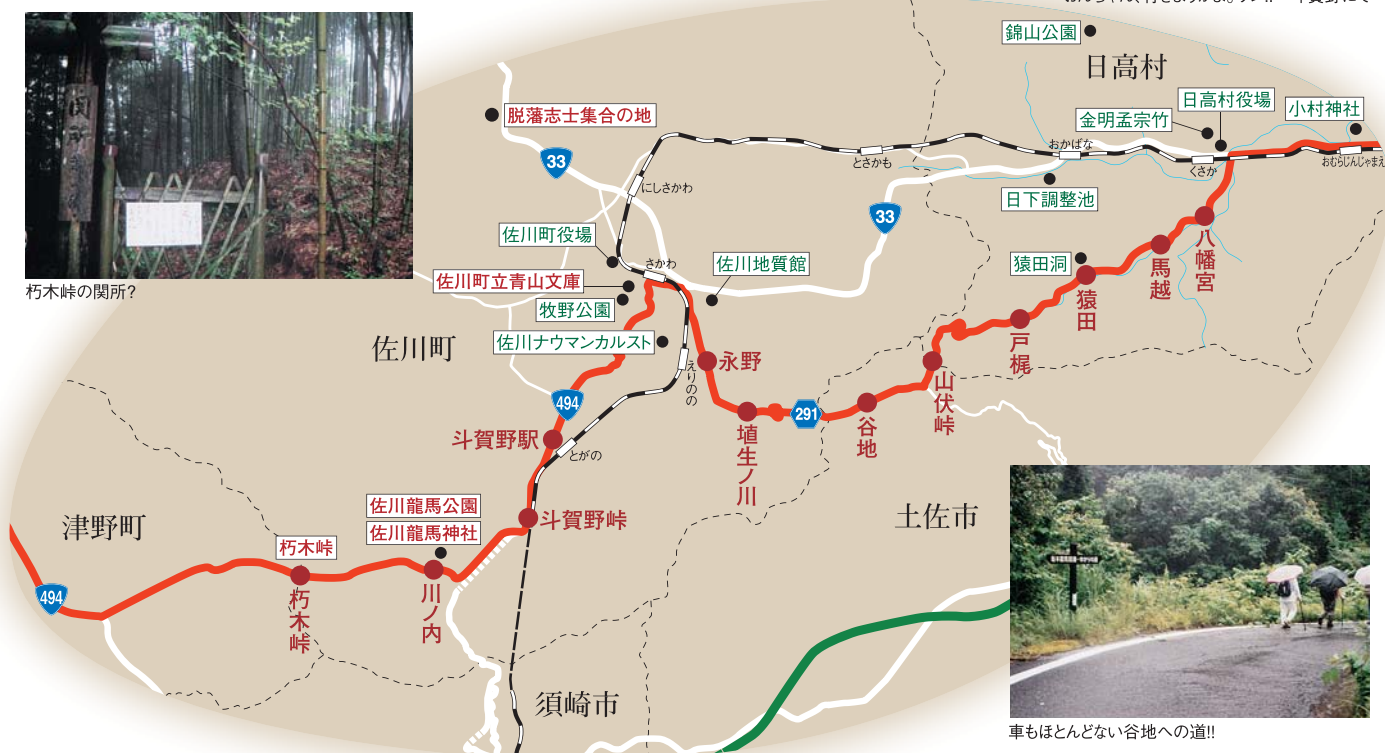 斗賀野にて
錦山公園
日高村
脱藩志士集合の地
33
金明孟宗竹
日高村役場
小村神社
とさかも
おかばな
くさか
おむらじんじゃまえ
日下調整池
にしさかわ
33
佐川町役場
さかわ
佐川地質館
佐川町立青山文庫
牧野公園
佐川ナウマンカルスト
猿田洞
八幡宮
馬越
猿田
戸梶
山伏峠
朽木峠の関所?
佐川町
えりのの
永野
494
291
谷地
埴生ノ川
斗賀野駅
とがの
土佐市
佐川龍馬公園
佐川龍馬神社
斗賀野峠
津野町
朽木峠
494
朽木峠
川ノ内
須崎市
車もほとんどない谷地への道!!